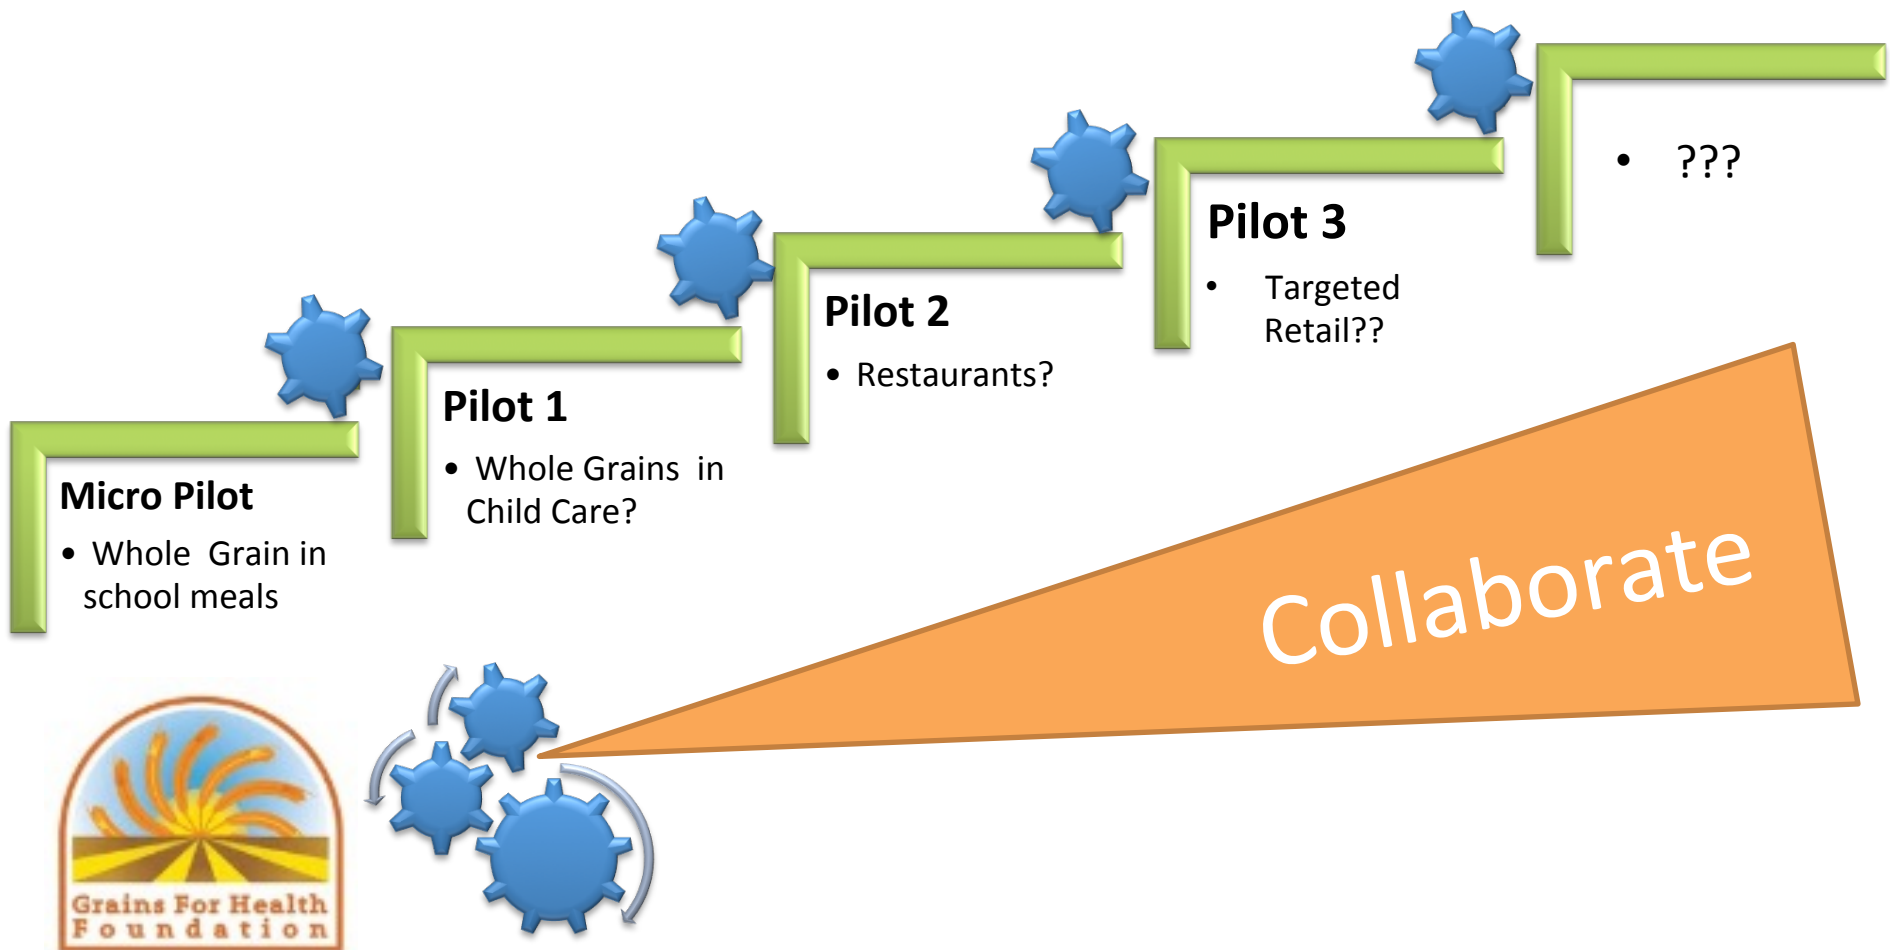 Micro Pilot
• Whole Grain in
school meals
Pilot 1
• Whole Grains in
Child Care?
Pilot 2
• Restaurants?
Pilot 3
• Targeted
Retail??
• ???
Collaborate
Grains For Health
Foundation